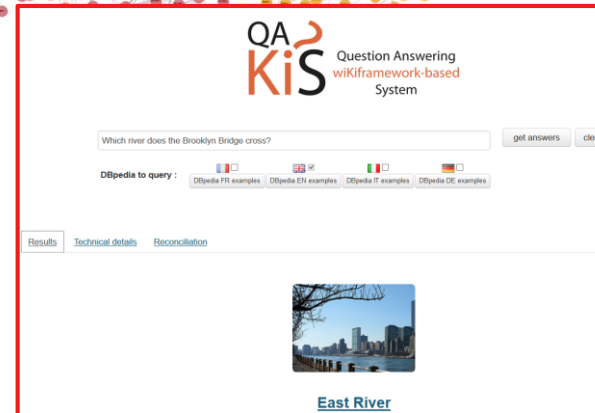 QA
KiS
Question Answering
wiKiframework-based
System
Which river does the Brooklyn Bridge cross?
get answers
DBpedia to query :
DBpedia FR examples
DBpedia EN examples
DBpedia IT examples
DBpedia DE examples
Results
Technical details
Reconciliation
East River